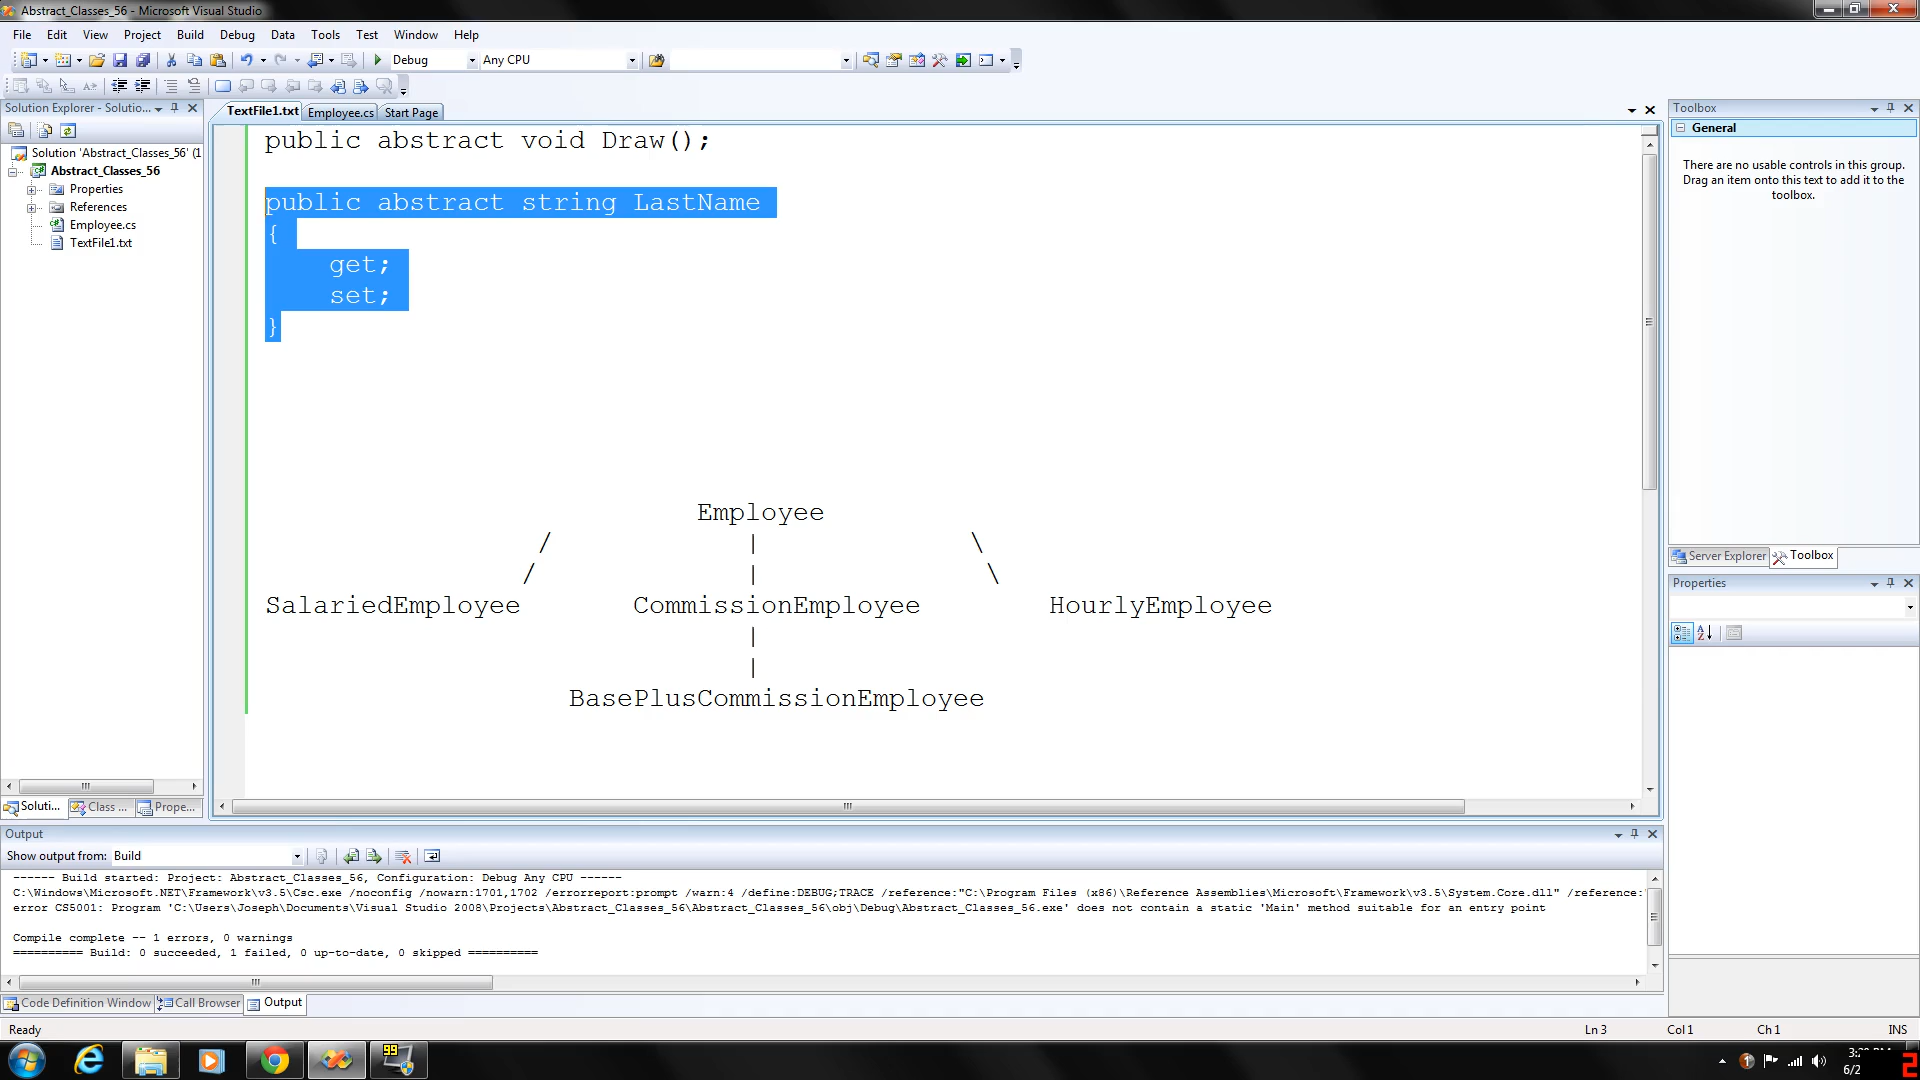 Abstract_Classes_56 - Microsoft Visual Studio
File Edit View Project Build Debug Data Tools Test Window Help
Debug Any CPU
Solution Explorer - Solutio...
TextFile1.txt Employee.cs Start Page
Toolbox
General
There are no usable controls in this group. Drag an item onto this text to add it to the toolbox.
Solution 'Abstract_Classes_56' (1
Abstract_Classes_56
Properties
References
Employee.cs
TextFile1.txt
public abstract void Draw();
public abstract string LastName
{
get;
set;
}
Employee
/ | \
/ | \
SalariedEmployee CommissionEmployee HourlyEmployee
|
|
BasePlusCommissionEmployee
Server Explorer Toolbox
Properties
Soluti... Class ... Prope...
Output
Show output from: Build
------ Build started: Project: Abstract_Classes_56, Configuration: Debug Any CPU ------
C:\Windows\Microsoft.NET\Framework\v3.5\Csc.exe /noconfig /nowarn:1701,1702 /errorreport:prompt /warn:4 /define:DEBUG;TRACE /reference:"C:\Program Files (x86)\Reference Assemblies\Microsoft\Framework\v3.5\System.Core.dll" /reference:
error CS5001: Program 'C:\Users\Joseph\Documents\Visual Studio 2008\Projects\Abstract_Classes_56\Abstract_Classes_56\obj\Debug\Abstract_Classes_56.exe' does not contain a static 'Main' method suitable for an entry point
Compile complete -- 1 errors, 0 warnings
========== Build: 0 succeeded, 1 failed, 0 up-to-date, 0 skipped ==========
Code Definition Window Call Browser Output
Ready Ln 3 Col 1 Ch 1 INS
99
6/2
2